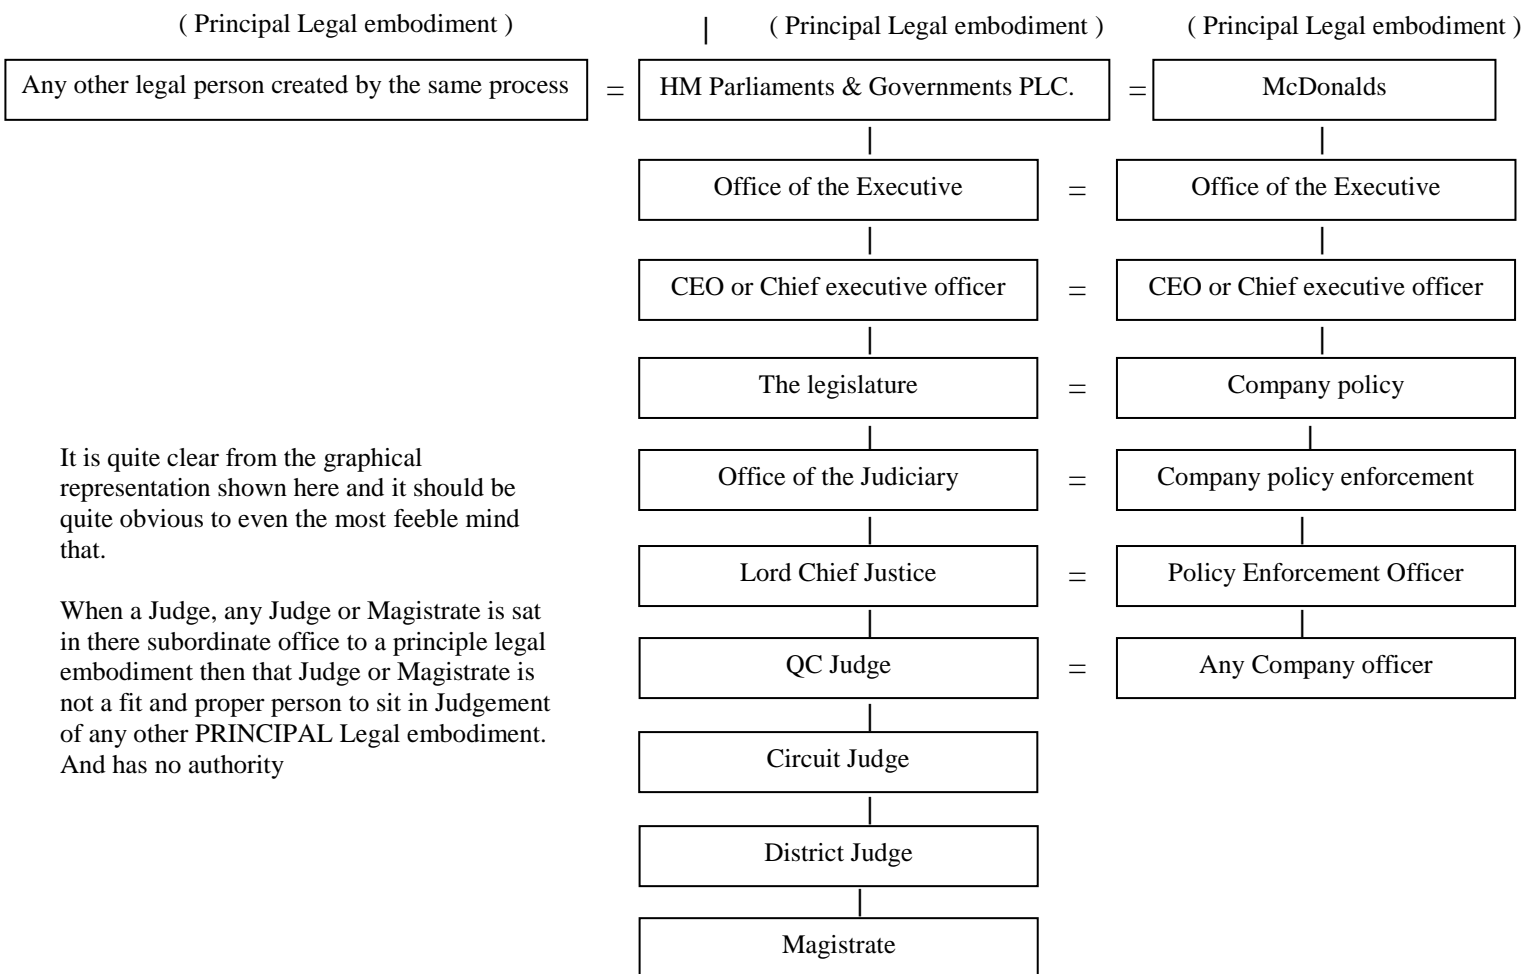 ( Principal Legal embodiment ) | ( Principal Legal embodiment ) ( Principal Legal embodiment )
Any other legal person created by the same process = HM Parliaments & Governments PLC. = McDonalds
Office of the Executive = Office of the Executive
CEO or Chief executive officer = CEO or Chief executive officer
The legislature = Company policy
Office of the Judiciary = Company policy enforcement
Lord Chief Justice = Policy Enforcement Officer
QC Judge = Any Company officer
Circuit Judge
District Judge
Magistrate
It is quite clear from the graphical
representation shown here and it should be
quite obvious to even the most feeble mind
that.
When a Judge, any Judge or Magistrate is sat
in there subordinate office to a principle legal
embodiment then that Judge or Magistrate is
not a fit and proper person to sit in Judgement
of any other PRINCIPAL Legal embodiment.
And has no authority